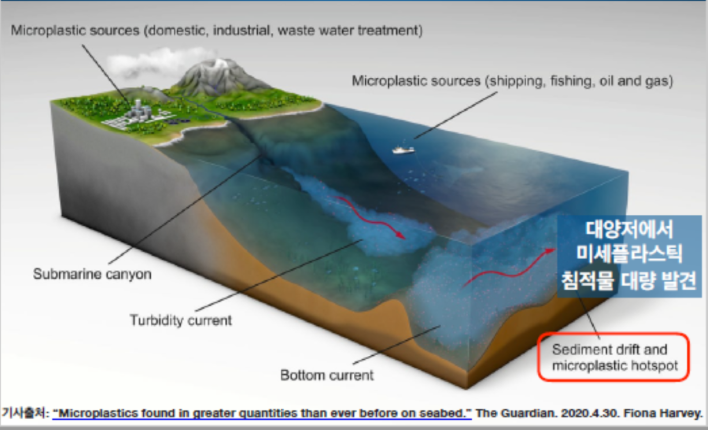 Microplastic sources (domestic, industrial, waste water treatment)
Microplastic sources (shipping, fishing, oil and gas)
대양저에서
미세플라스틱
침적물 대량 발견
Submarine canyon
Turbidity current
Bottom current
Sediment drift and
microplastic hotspot
기사출처: “Microplastics found in greater quantities than ever before on seabed.” The Guardian. 2020.4.30. Fiona Harvey.